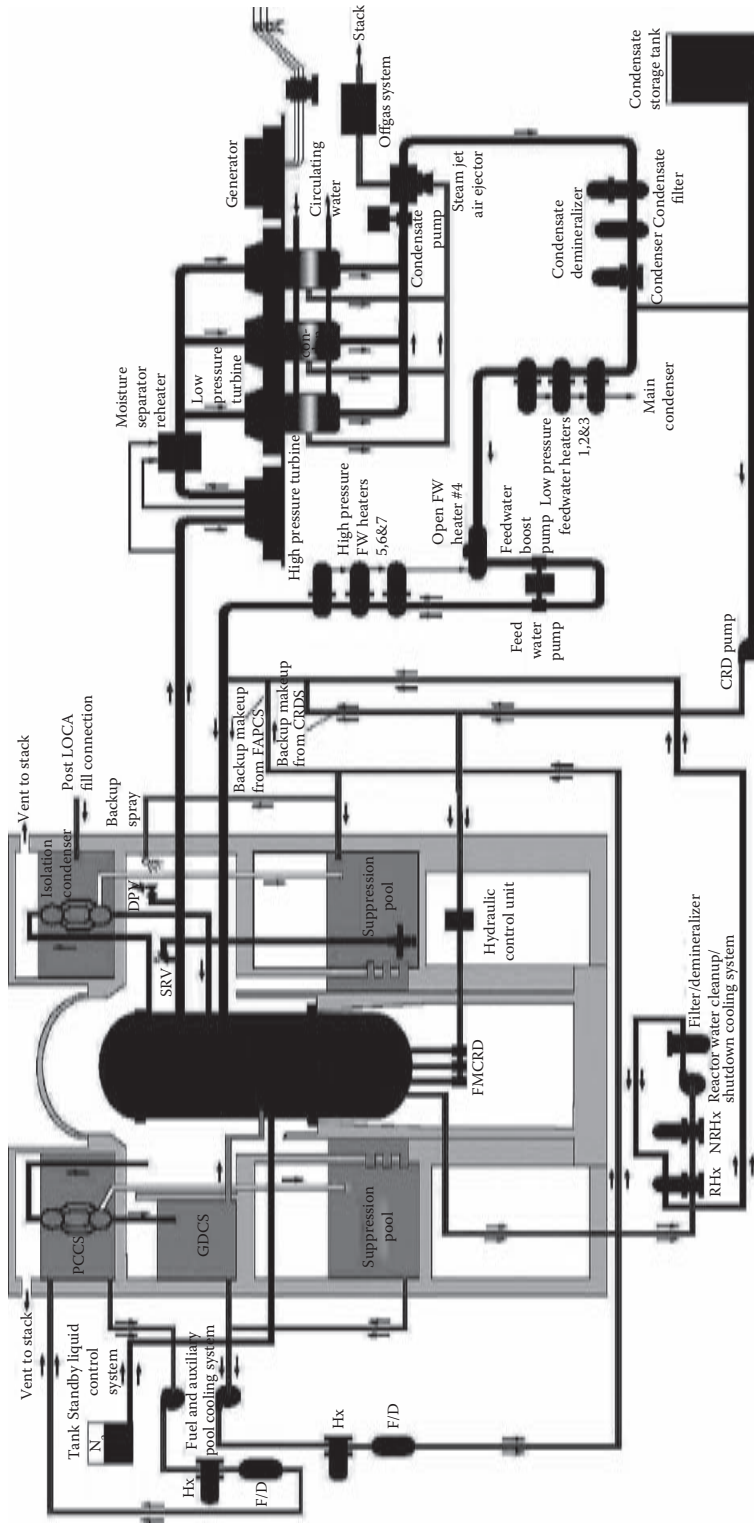 Vent to stack
Post LOCA
fill connection
Isolation
condenser
Backup
spray
DPV
SRV
Suppression
pool
Hydraulic
control unit
FMCRD
Vent to stack
PCCS
GDCS
Suppression
pool
Tank Standby liquid
control
system
N2
Fuel and auxiliary
pool cooling system
Hx
F/D
Hx
F/D
Backup makeup
from FAPCS
Backup makeup
from CRDS
Moisture
separator
reheater
Low
pressure
turbine
High pressure turbine
Generator
Stack
Offgas system
Circulating
water
con-
Condensate
pump
Steam jet
air ejector
High pressure
FW heaters
5,6&7
Open FW
heater #4
Feedwater
boost
pump
Low pressure
feedwater heaters
1,2&3
Feed
water
pump
Main
condenser
Condensate
demineralizer
Condenser
Condensate
filter
Condensate
storage tank
CRD pump
RHx
NRHx
Reactor water cleanup/
shutdown cooling system
Filter/demineralizer